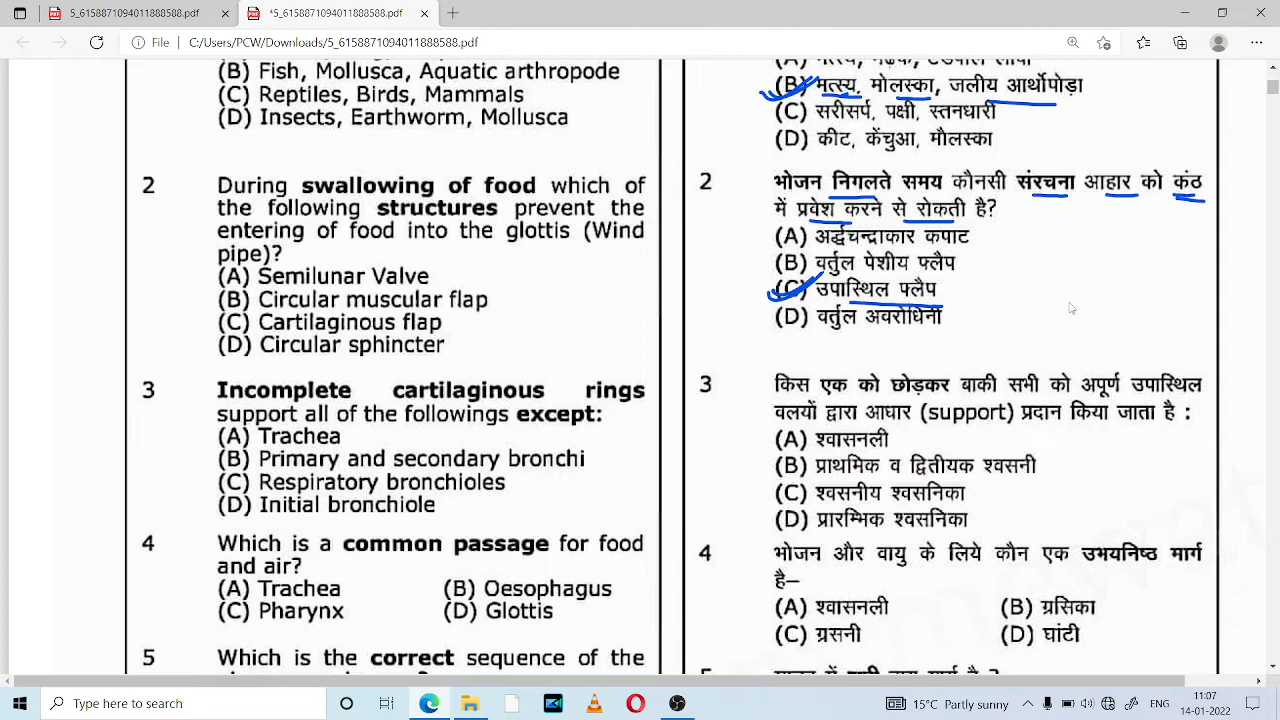 5_6158871094011888588.pdf
*5_6158871094011888588.pdf
File C:/Users/PCW/Downloads/5_6158871094011888588.pdf
(B) Fish, Mollusca, Aquatic arthropode
(C) Reptiles, Birds, Mammals
(D) Insects, Earthworm, Mollusca
2 During swallowing of food which of
the following structures prevent the
entering of food into the glottis (Wind
pipe)?
(A) Semilunar Valve
(B) Circular muscular flap
(C) Cartilaginous flap
(D) Circular sphincter
3 Incomplete cartilaginous rings
support all of the followings except:
(A) Trachea
(B) Primary and secondary bronchi
(C) Respiratory bronchioles
(D) Initial bronchiole
4 Which is a common passage for food
and air?
(A) Trachea (B) Oesophagus
(C) Pharynx (D) Glottis
5 Which is the correct sequence of the
(B) मत्स्य, मोलस्का, जलीय आर्थोपोड़ा
(C) सरीसर्प, पक्षी, स्तनधारी
(D) कीट, केंचुआ, मौलस्का
2 भोजन निगलते समय कौनसी संरचना आहार को कंठ
में प्रवेश करने से रोकती है?
(A) अर्द्धचन्द्राकार कपाट
(B) वर्तुल पेशीय फ्लैप
(C) उपास्थिल फ्लैप
(D) वर्तुल अवरोधिनी
3 किस एक को छोड़कर बाकी सभी को अपूर्ण उपास्थिल
वलयों द्वारा आधार (support) प्रदान किया जाता है :
(A) श्वासनली
(B) प्राथमिक व द्वितीयक श्वसनी
(C) श्वसनीय श्वसनिका
(D) प्रारम्भिक श्वसनिका
4 भोजन और वायु के लिये कौन एक उभयनिष्ठ मार्ग
है–
(A) श्वासनली (B) ग्रसिका
(C) ग्रसनी (D) घांटी
5
Type here to search
15°C Partly sunny
ENG
11:07
14-01-2022